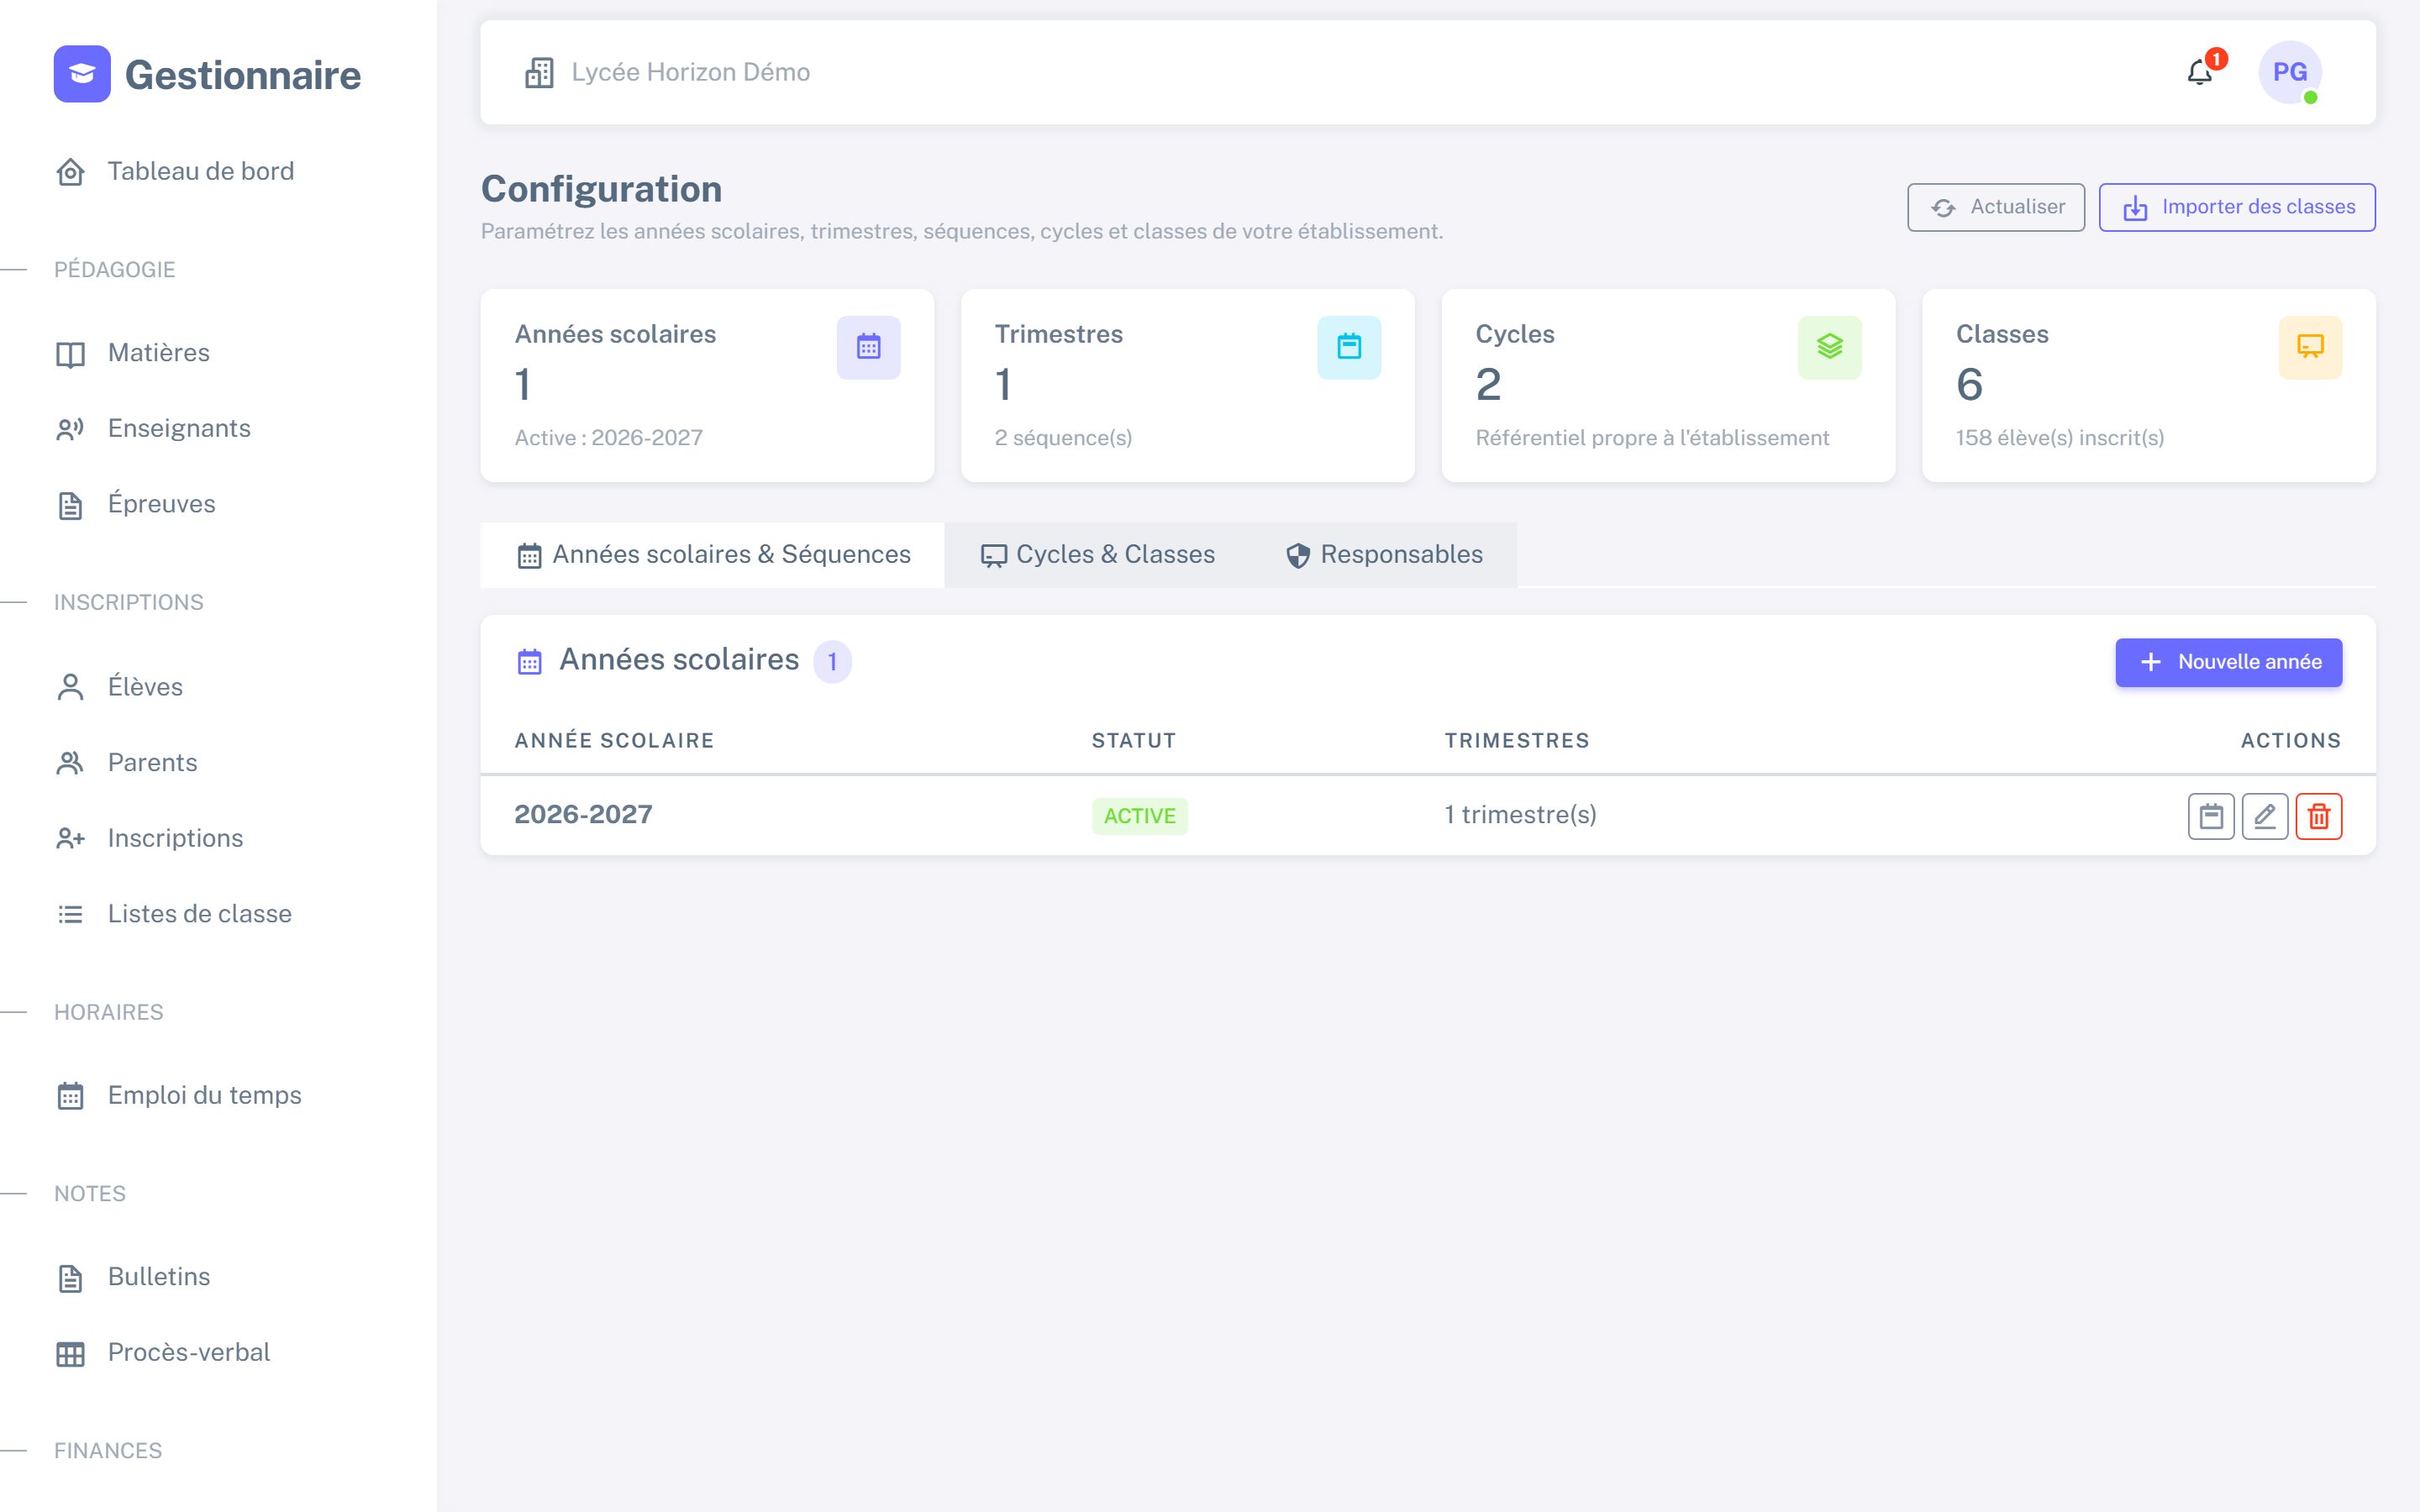 Gestionnaire
Tableau de bord
PÉDAGOGIE
Matières
Enseignants
Épreuves
INSCRIPTIONS
Élèves
Parents
Inscriptions
Listes de classe
HORAIRES
Emploi du temps
NOTES
Bulletins
Procès-verbal
FINANCES
Lycée Horizon Démo
1
PG
Configuration
Paramétrez les années scolaires, trimestres, séquences, cycles et classes de votre établissement.
Actualiser
Importer des classes
Années scolaires
1
Active : 2026-2027
Trimestres
1
2 séquence(s)
Cycles
2
Référentiel propre à l'établissement
Classes
6
158 élève(s) inscrit(s)
Années scolaires & Séquences
Cycles & Classes
Responsables
Années scolaires 1
Nouvelle année
ANNÉE SCOLAIRE STATUT TRIMESTRES ACTIONS
2026-2027 ACTIVE 1 trimestre(s)